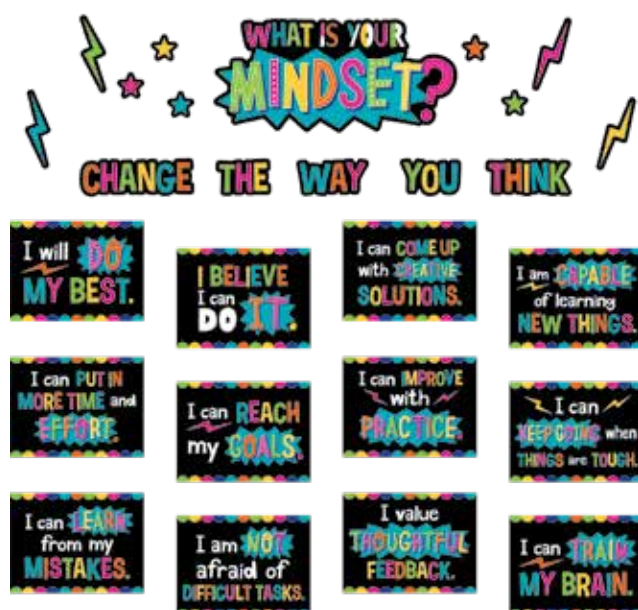 WHAT IS YOUR
MINDSET?
CHANGE THE WAY YOU THINK
I will DO
MY BEST.
I BELIEVE
I can
DO IT.
I can COME UP
with CREATIVE
SOLUTIONS.
I am CAPABLE
of learning
NEW THINGS.
I can PUT IN
MORE TIME and
EFFORT.
I can REACH
my GOALS.
I can IMPROVE
with
PRACTICE.
I can
KEEP GOING when
THINGS are TOUGH.
I can LEARN
from my
MISTAKES.
I am NOT
afraid of
DIFFICULT TASKS.
I value
THOUGHTFUL
FEEDBACK.
I can TRAIN
MY BRAIN.